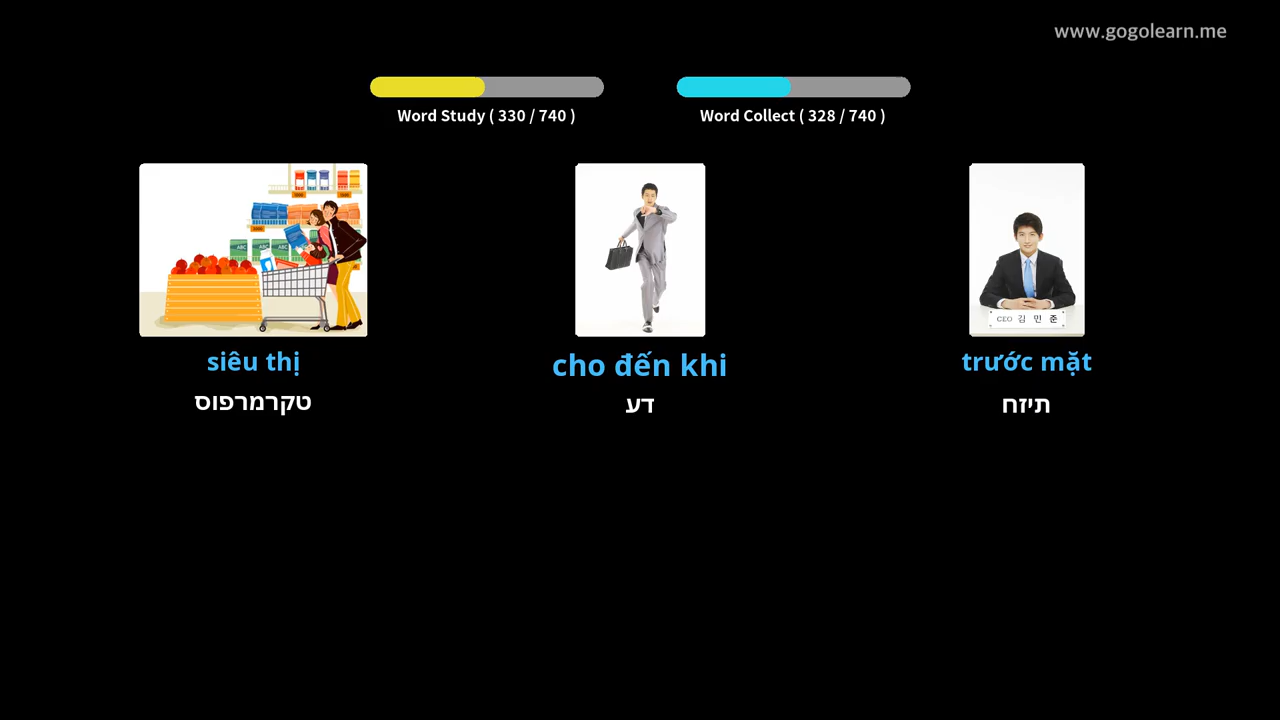 www.gogolearn.me
Word Study ( 330 / 740 )
Word Collect ( 328 / 740 )
siêu thị
טקרמרפוס
cho đến khi
דע
CEO 김 민 준
trước mặt
תיזח